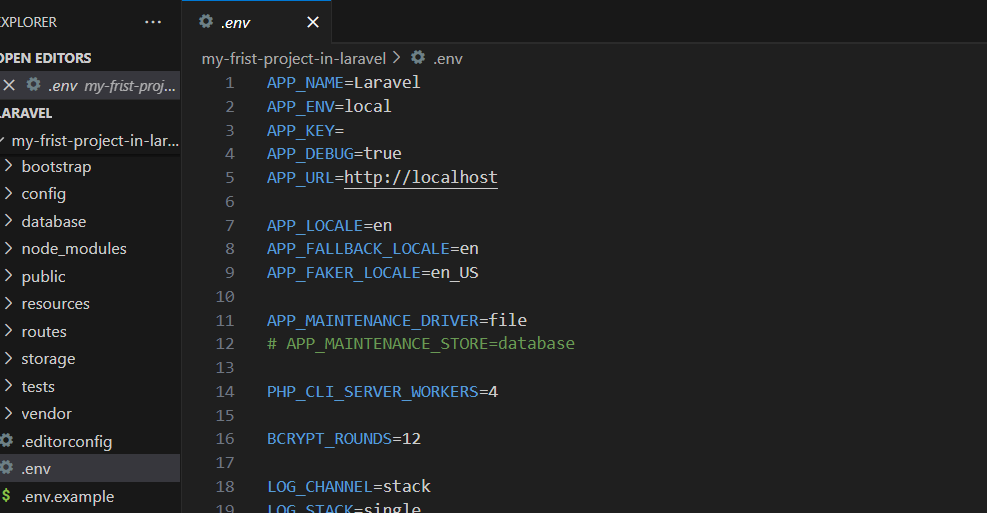 EXPLORER
OPEN EDITORS
.env my-frist-proj...
LARAVEL
my-frist-project-in-lar...
bootstrap
config
database
node_modules
public
resources
routes
storage
tests
vendor
.editorconfig
.env
$ .env.example
.env
my-frist-project-in-laravel > .env
1 APP_NAME=Laravel
2 APP_ENV=local
3 APP_KEY=
4 APP_DEBUG=true
5 APP_URL=http://localhost
6
7 APP_LOCALE=en
8 APP_FALLBACK_LOCALE=en
9 APP_FAKER_LOCALE=en_US
10
11 APP_MAINTENANCE_DRIVER=file
12 # APP_MAINTENANCE_STORE=database
13
14 PHP_CLI_SERVER_WORKERS=4
15
16 BCRYPT_ROUNDS=12
17
18 LOG_CHANNEL=stack
19 LOG_STACK=single